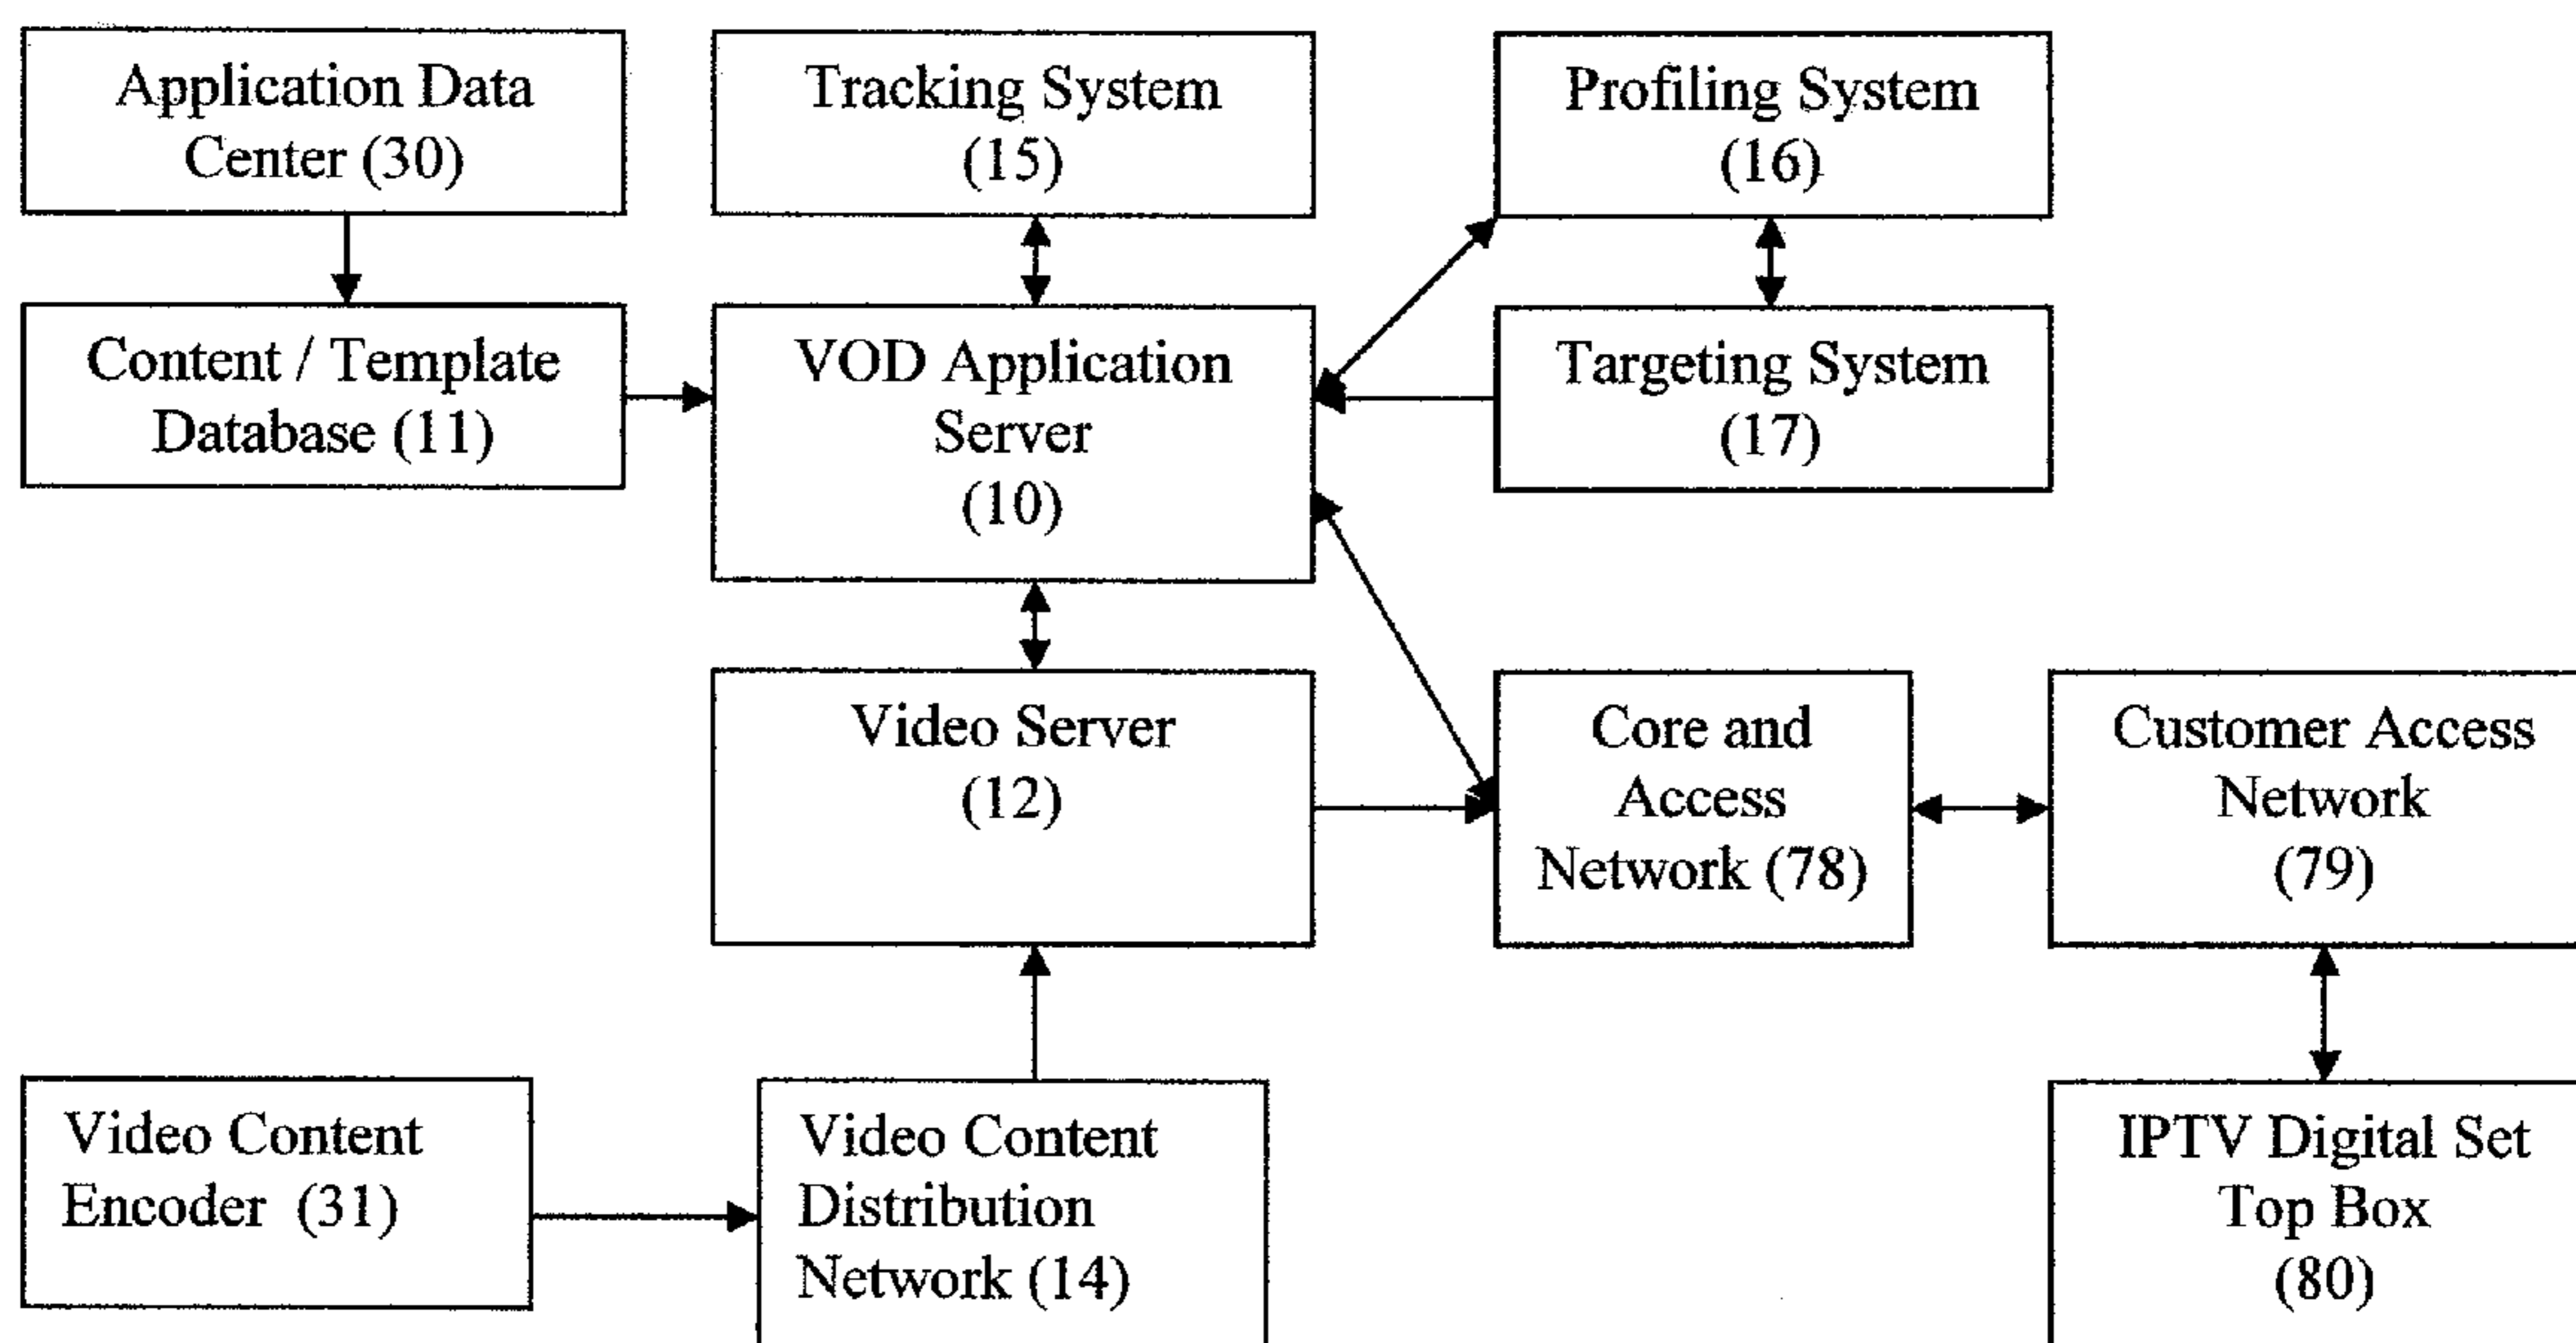 Application Data
Center (30)
Tracking System
(15)
Profiling System
(16)
Content / Template
Database (11)
VOD Application
Server
(10)
Targeting System
(17)
Video Server
(12)
Core and
Access
Network (78)
Customer Access
Network
(79)
Video Content
Encoder (31)
Video Content
Distribution
Network (14)
IPTV Digital Set
Top Box
(80)